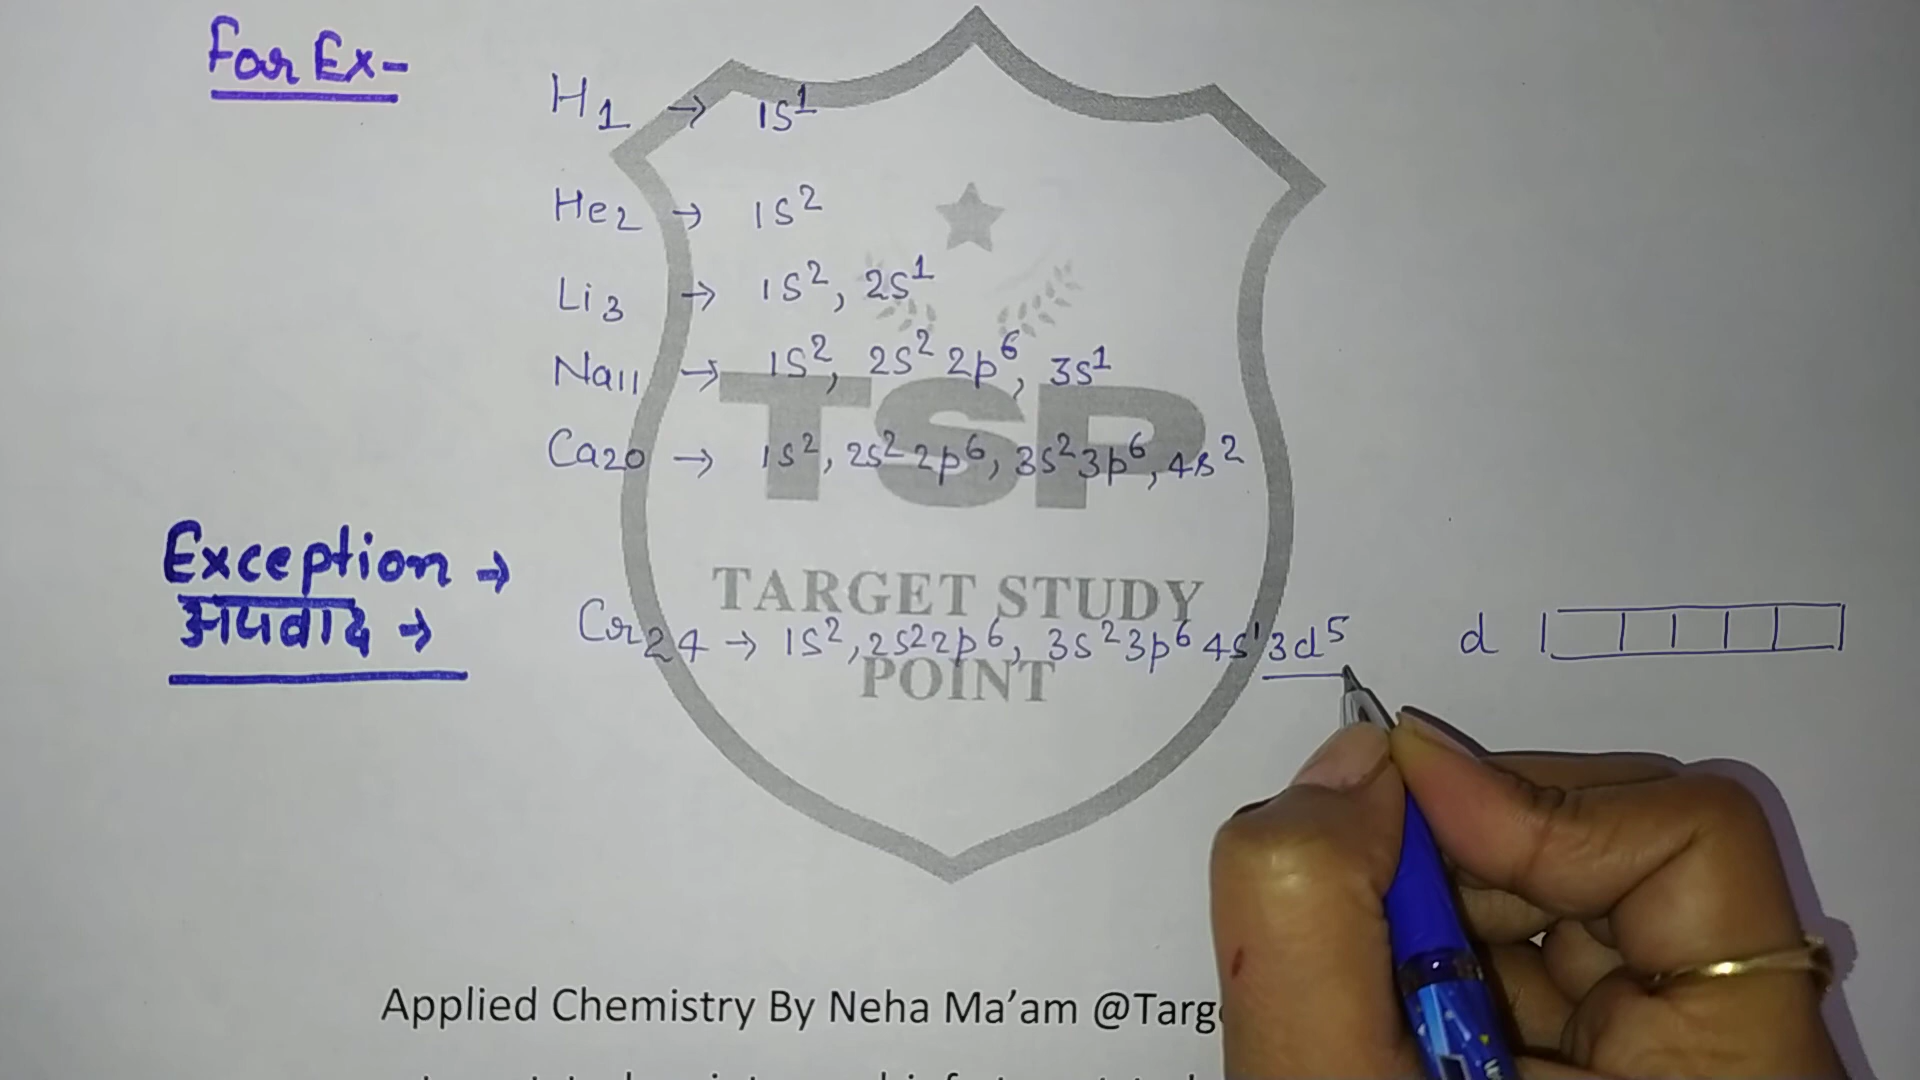 For Ex-
H₁ → 1s¹
He₂ → 1s²
Li₃ → 1s², 2s¹
Na₁₁ → 1s², 2s² 2p⁶, 3s¹
Ca₂₀ → 1s², 2s² 2p⁶, 3s² 3p⁶, 4s²
Exception →
अपवाद →
Cr₂₄ → 1s², 2s² 2p⁶, 3s² 3p⁶ 4s¹ 3d⁵
d
TSP
TARGET STUDY
POINT
Applied Chemistry By Neha Ma’am